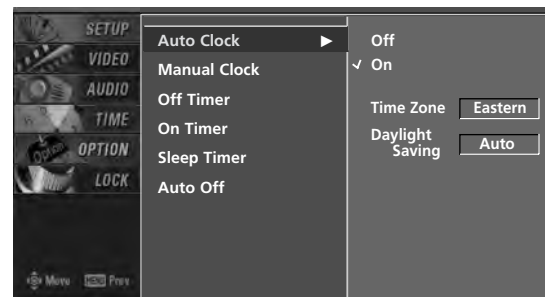 SETUP
VIDEO
AUDIO
TIME
OPTION
LOCK
Move MENU Prev
Auto Clock
Manual Clock
Off Timer
On Timer
Sleep Timer
Auto Off
Off
✓ On
Time Zone Eastern
Daylight
Saving Auto